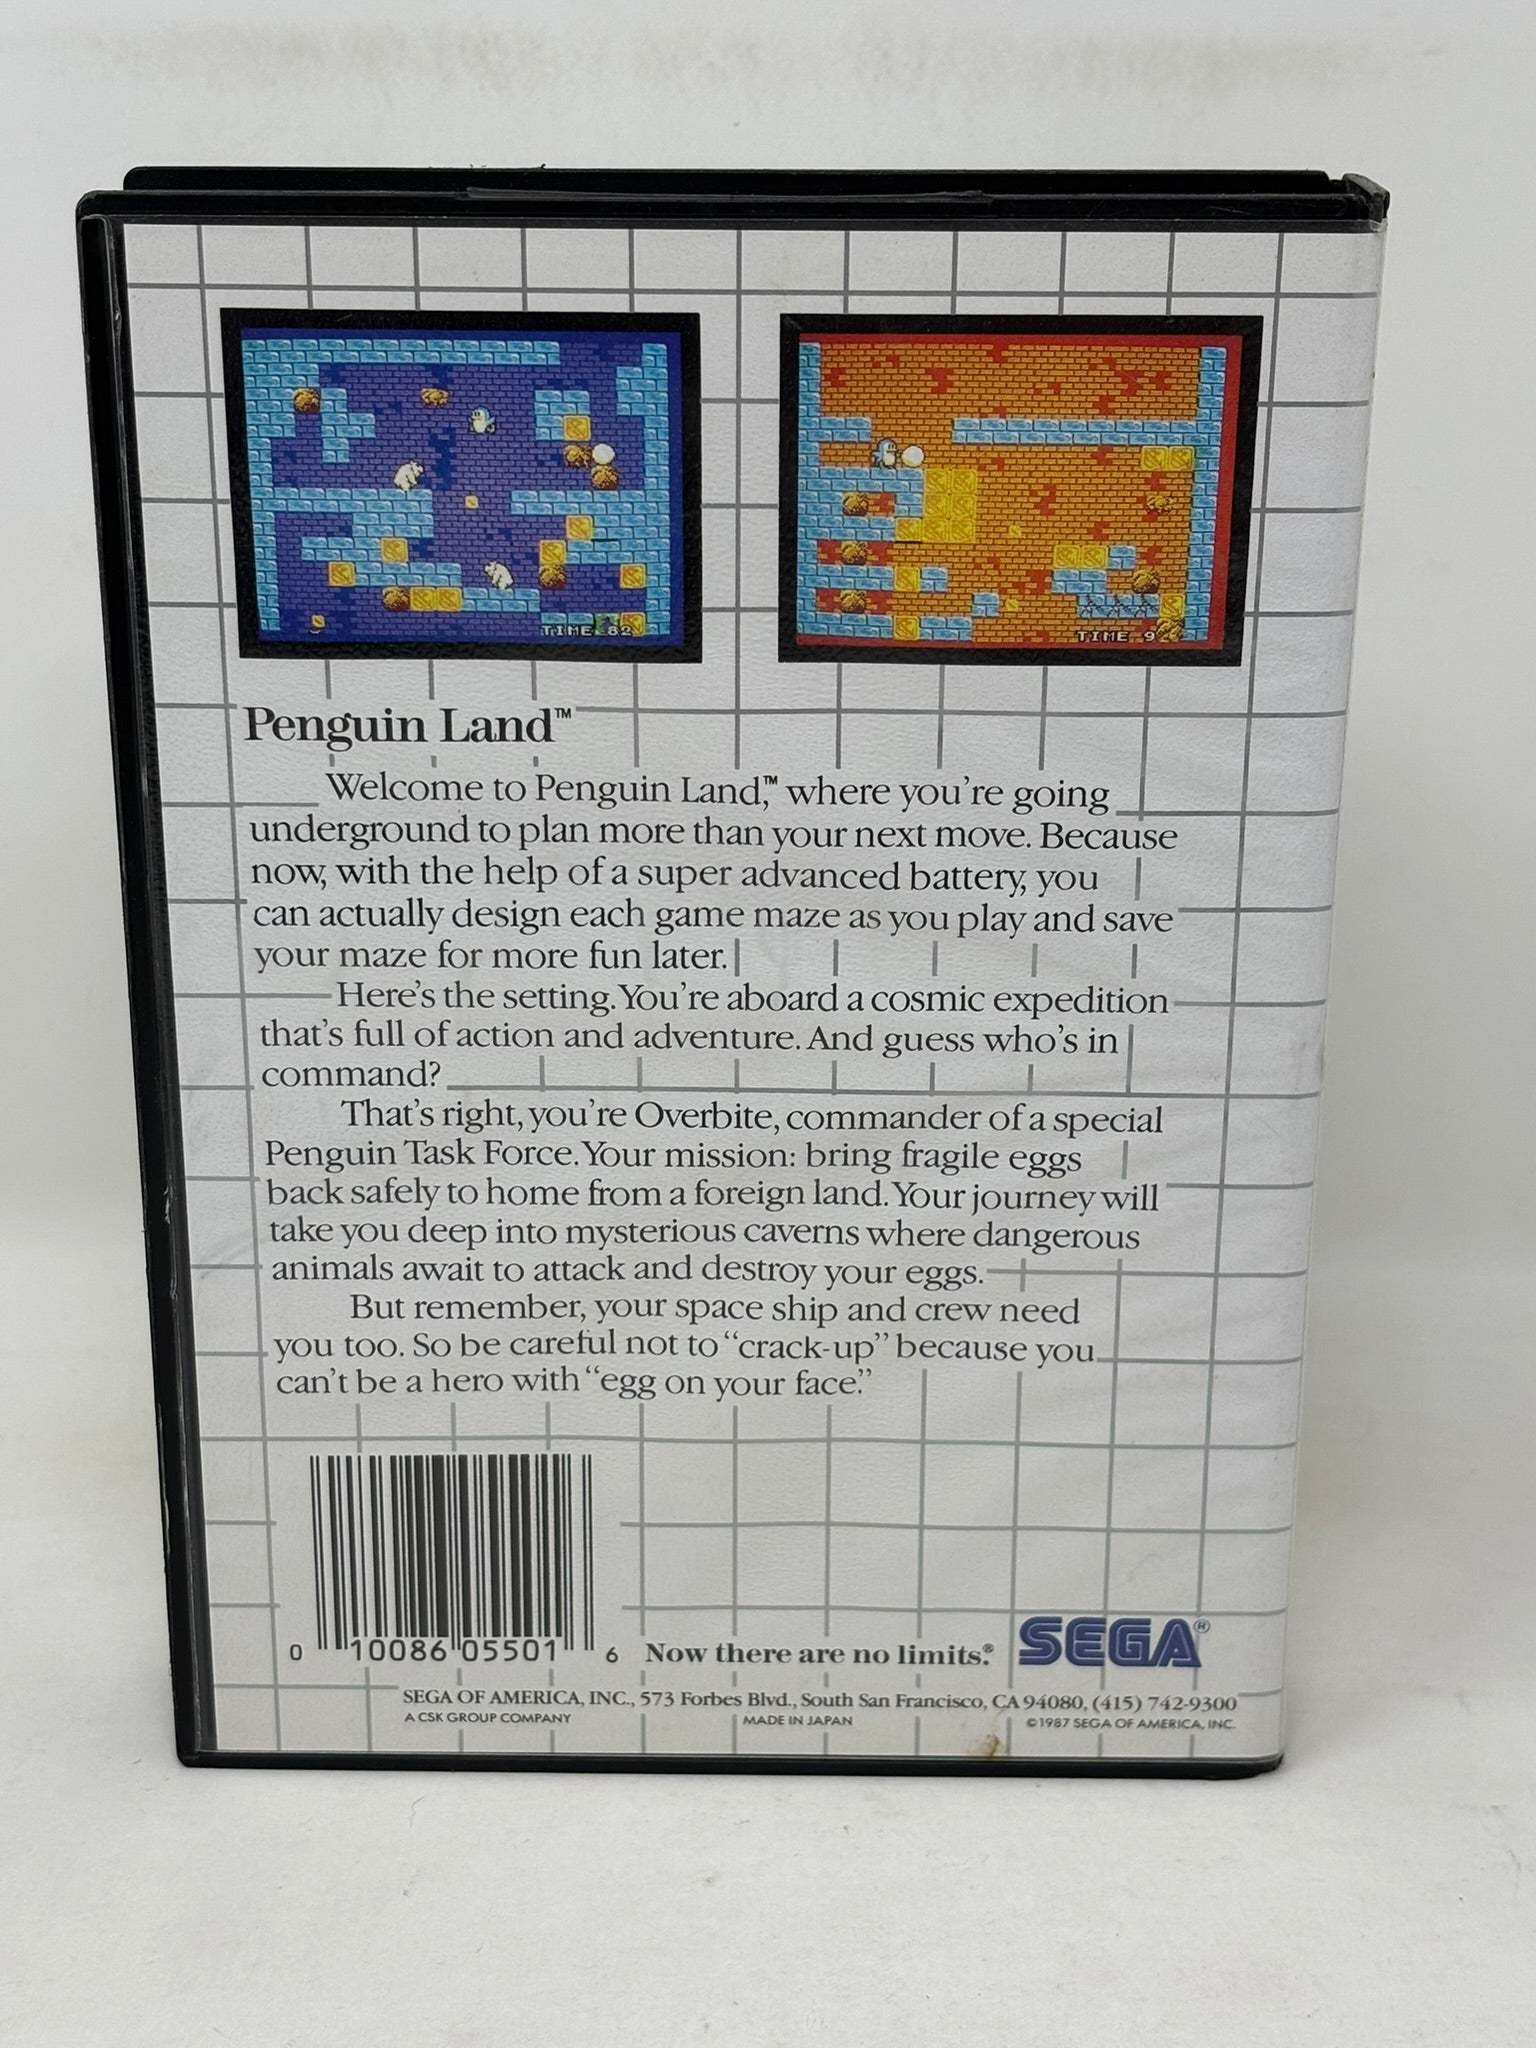 TIME 82
TIME 9
Penguin Land™
Welcome to Penguin Land,™ where you're going
underground to plan more than your next move. Because
now, with the help of a super advanced battery, you
can actually design each game maze as you play and save
your maze for more fun later.
Here's the setting. You're aboard a cosmic expedition
that's full of action and adventure. And guess who's in
command?
That's right, you're Overbite, commander of a special
Penguin Task Force. Your mission: bring fragile eggs
back safely to home from a foreign land. Your journey will
take you deep into mysterious caverns where dangerous
animals await to attack and destroy your eggs.
But remember, your space ship and crew need
you too. So be careful not to "crack-up" because you
can't be a hero with "egg on your face."
0 10086 05501 6
Now there are no limits.®
SEGA®
SEGA OF AMERICA, INC., 573 Forbes Blvd., South San Francisco, CA 94080, (415) 742-9300
A CSK GROUP COMPANY MADE IN JAPAN ©1987 SEGA OF AMERICA, INC.